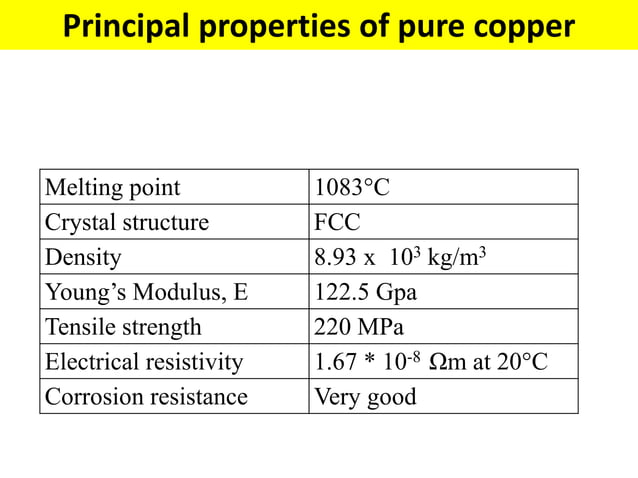 Principal properties of pure copper
Melting point 1083°C
Crystal structure FCC
Density 8.93 x 10³ kg/m³
Young’s Modulus, E 122.5 Gpa
Tensile strength 220 MPa
Electrical resistivity 1.67 * 10⁻⁸ Ωm at 20°C
Corrosion resistance Very good